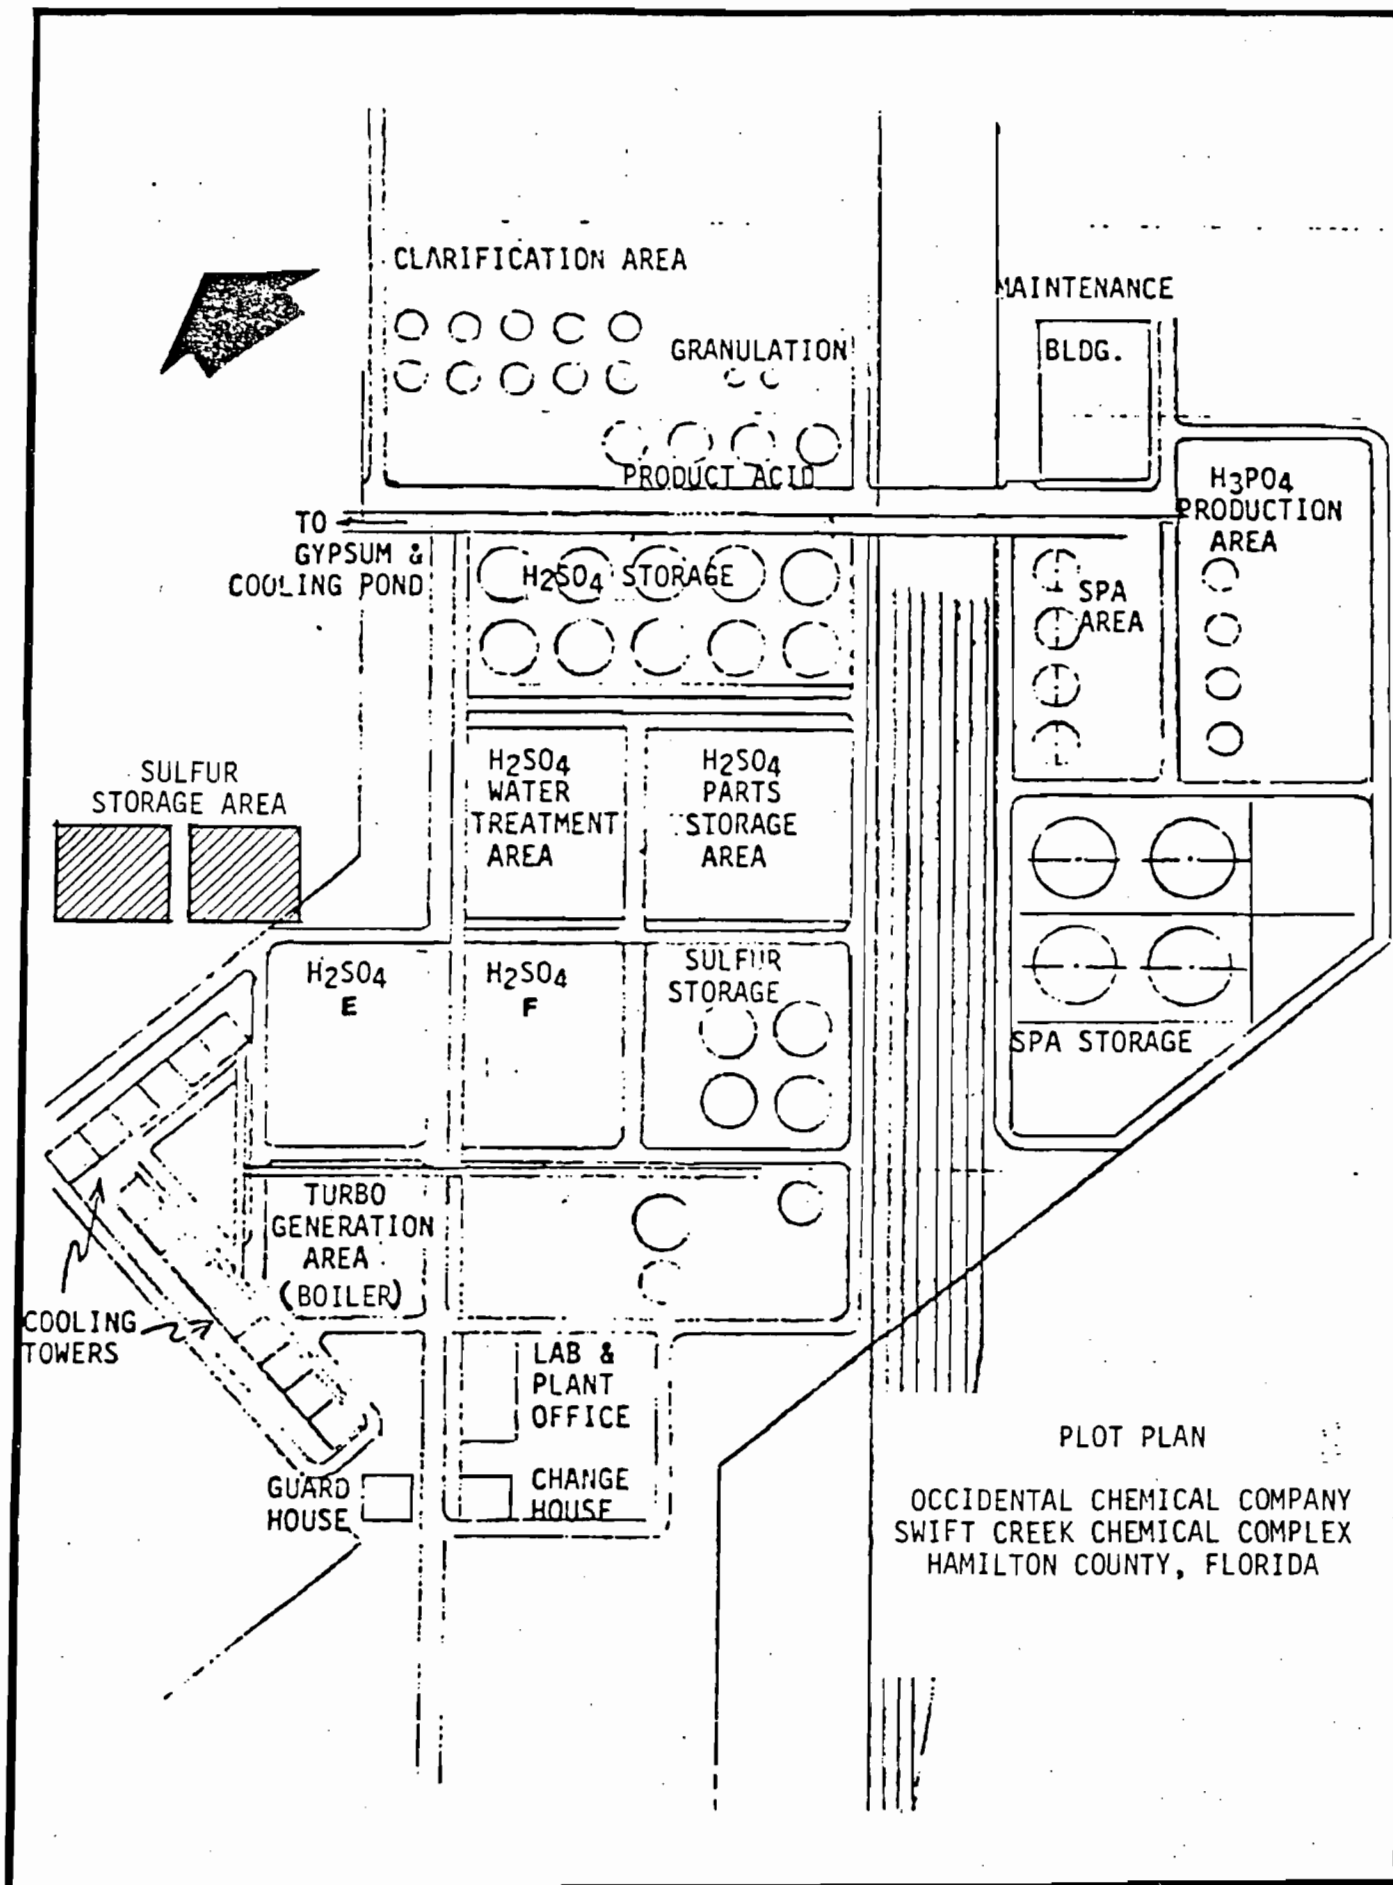 CLARIFICATION AREA
MAINTENANCE
BLDG.
GRANULATION
PRODUCT ACID
H3PO4
PRODUCTION
AREA
TO
GYPSUM &
COOLING POND
H2SO4 STORAGE
SPA
AREA
SULFUR
STORAGE AREA
H2SO4
WATER
TREATMENT
AREA
H2SO4
PARTS
STORAGE
AREA
H2SO4
E
H2SO4
F
SULFUR
STORAGE
SPA STORAGE
TURBO
GENERATION
AREA
(BOILER)
COOLING
TOWERS
LAB &
PLANT
OFFICE
GUARD
HOUSE
CHANGE
HOUSE
PLOT PLAN
OCCIDENTAL CHEMICAL COMPANY
SWIFT CREEK CHEMICAL COMPLEX
HAMILTON COUNTY, FLORIDA